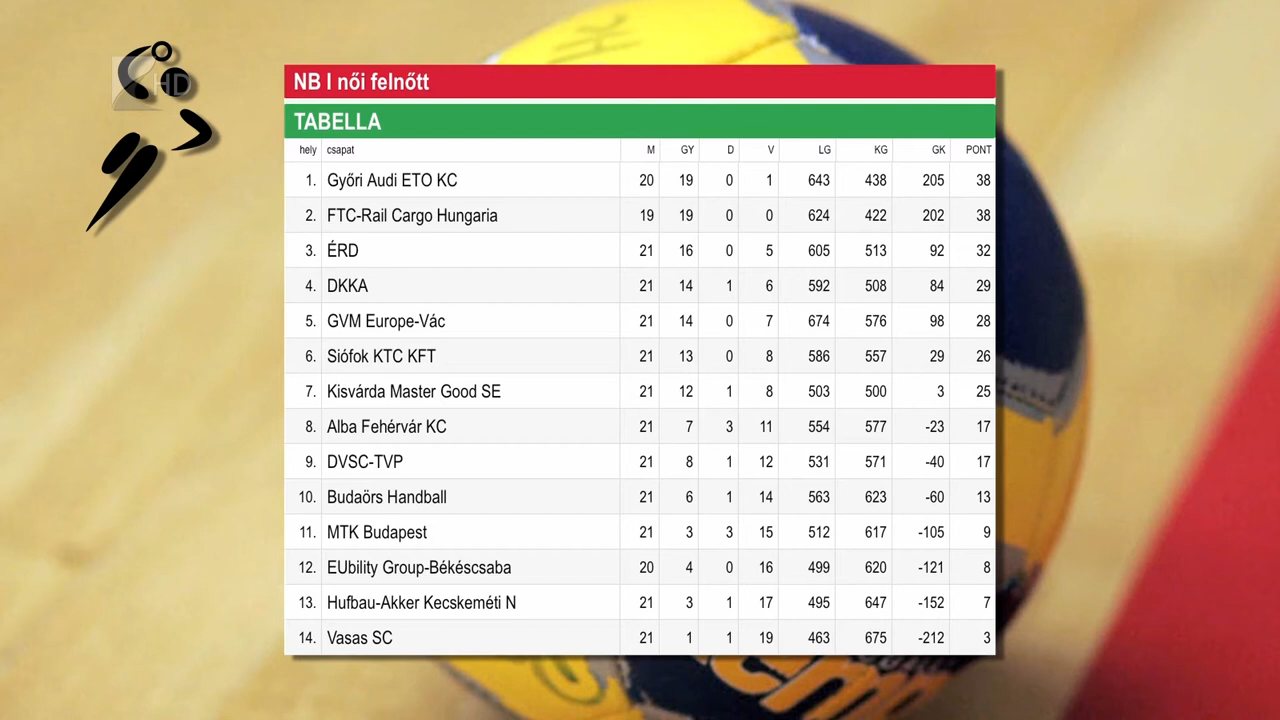 HD
NB I női felnőtt
TABELLA
hely csapat M GY D V LG KG GK PONT
1. Győri Audi ETO KC 20 19 0 1 643 438 205 38
2. FTC-Rail Cargo Hungaria 19 19 0 0 624 422 202 38
3. ÉRD 21 16 0 5 605 513 92 32
4. DKKA 21 14 1 6 592 508 84 29
5. GVM Europe-Vác 21 14 0 7 674 576 98 28
6. Siófok KTC KFT 21 13 0 8 586 557 29 26
7. Kisvárda Master Good SE 21 12 1 8 503 500 3 25
8. Alba Fehérvár KC 21 7 3 11 554 577 -23 17
9. DVSC-TVP 21 8 1 12 531 571 -40 17
10. Budaörs Handball 21 6 1 14 563 623 -60 13
11. MTK Budapest 21 3 3 15 512 617 -105 9
12. EUbility Group-Békéscsaba 20 4 0 16 499 620 -121 8
13. Hufbau-Akker Kecskeméti N 21 3 1 17 495 647 -152 7
14. Vasas SC 21 1 1 19 463 675 -212 3